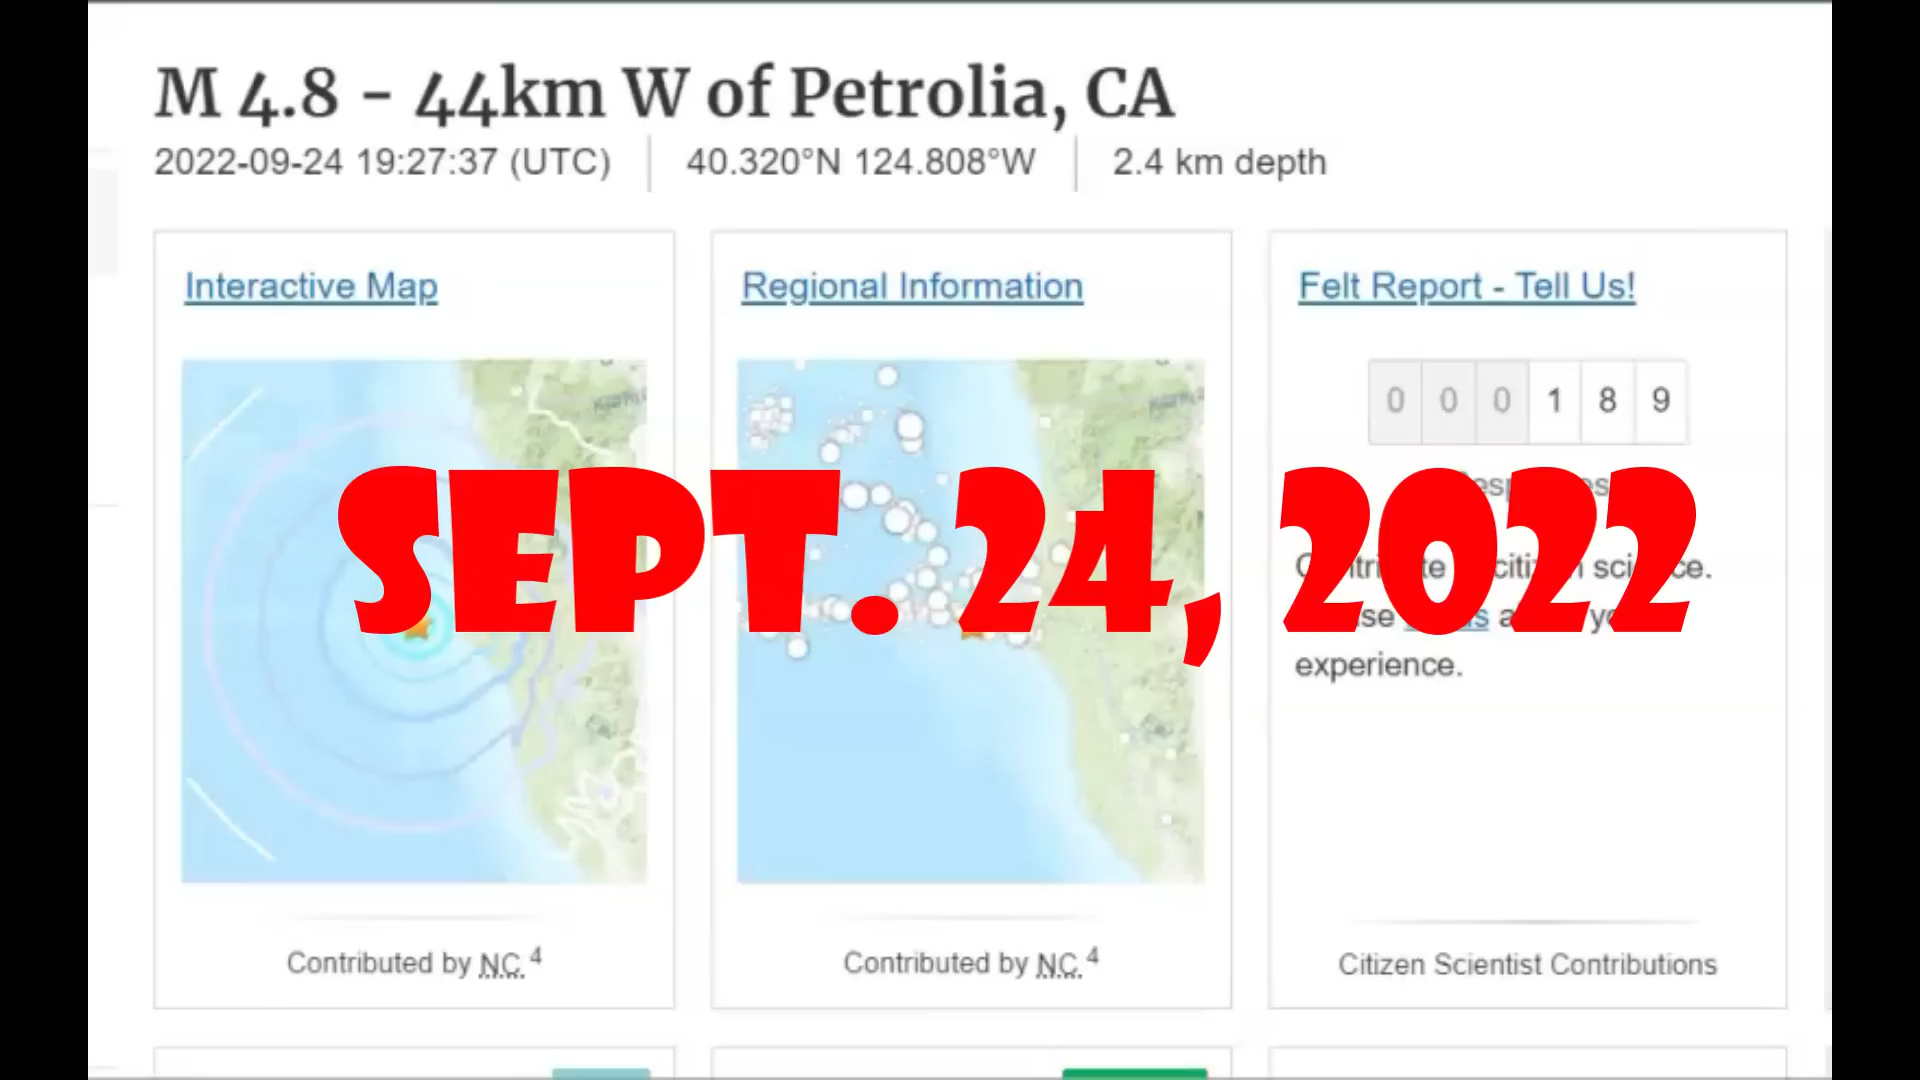 M 4.8 - 44km W of Petrolia, CA
2022-09-24 19:27:37 (UTC) 40.320°N 124.808°W 2.4 km depth
Interactive Map
Regional Information
Felt Report - Tell Us!
0 0 0 1 8 9
SEPT. 24, 2022
experience.
Contributed by NC 4
Contributed by NC 4
Citizen Scientist Contributions